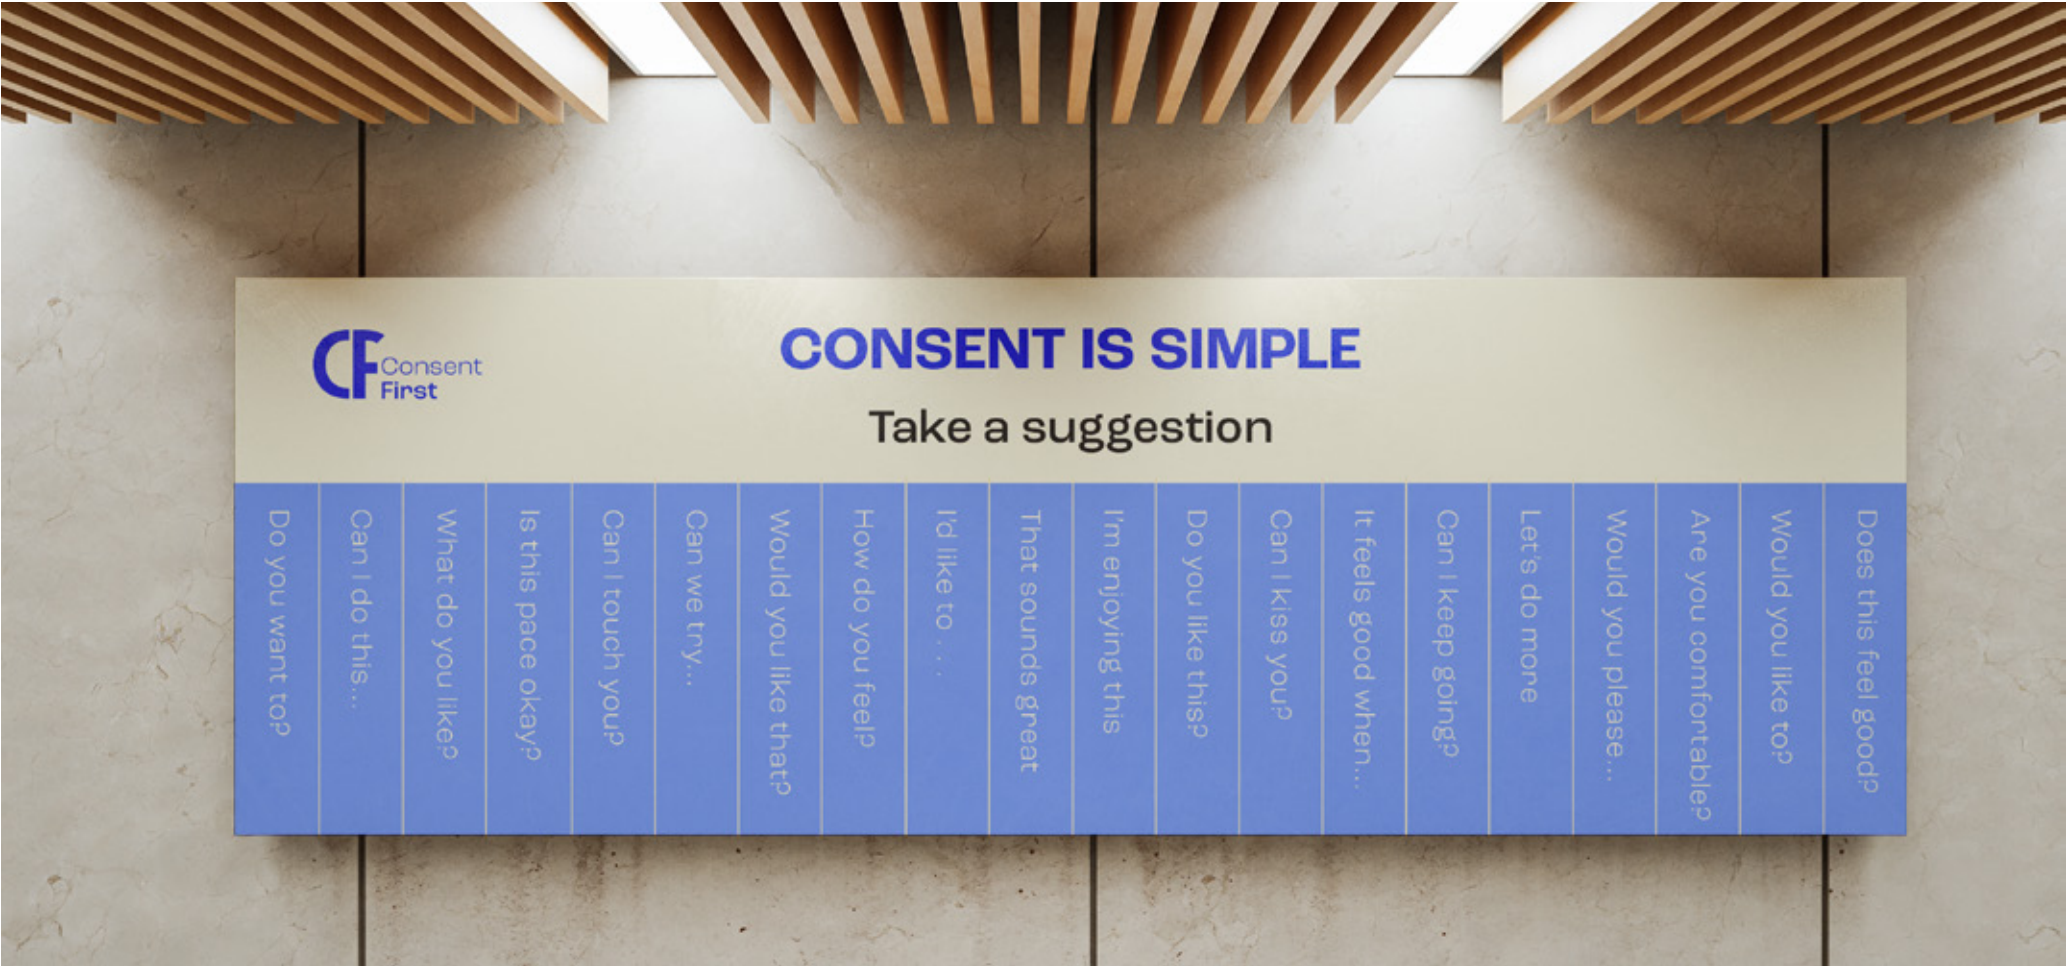 CF Consent
First
CONSENT IS SIMPLE
Take a suggestion
Do you want to?
Can I do this...
What do you like?
Is this pace okay?
Can I touch you?
Can we try...
Would you like that?
How do you feel?
I'd like to . . .
That sounds great
I'm enjoying this
Do you like this?
Can I kiss you?
It feels good when...
Can I keep going?
Let's do more
Would you please...
Are you comfortable?
Would you like to?
Does this feel good?